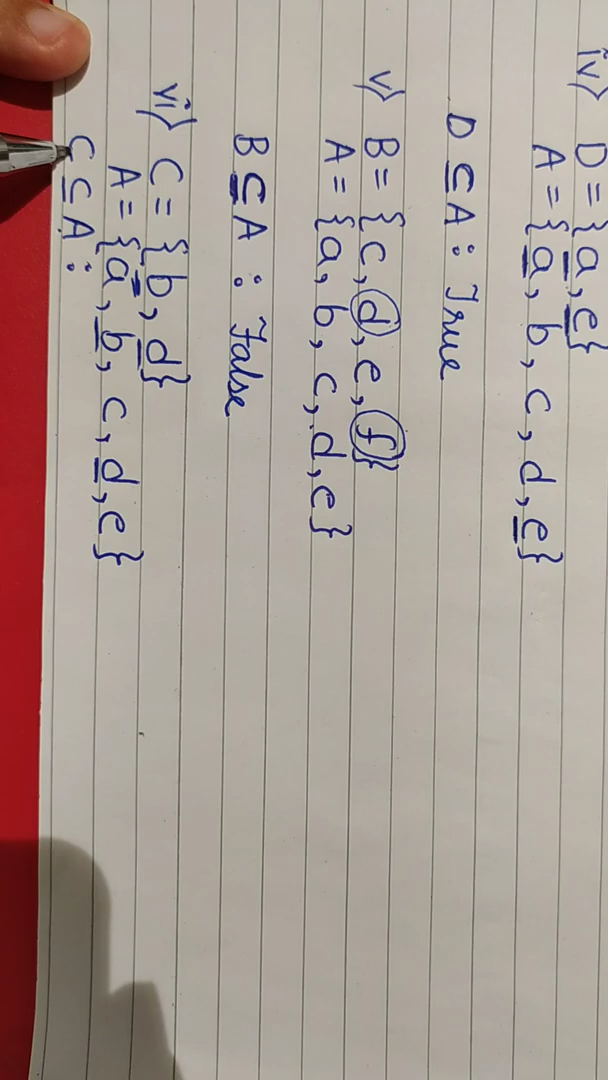 iv) D = {a, e}
A = {a, b, c, d, e}
D ⊆ A : True
v) B = {c, d, e, f}
A = {a, b, c, d, e}
B ⊆ A : False
vi) C = {b, d}
A = {a, b, c, d, e}
C ⊆ A :